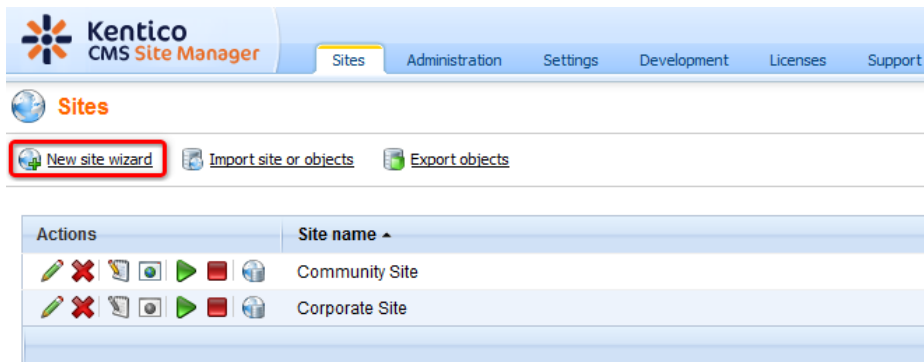 Kentico
CMS Site Manager
Sites Administration Settings Development Licenses Support
Sites
New site wizard Import site or objects Export objects
Actions Site name
Community Site
Corporate Site